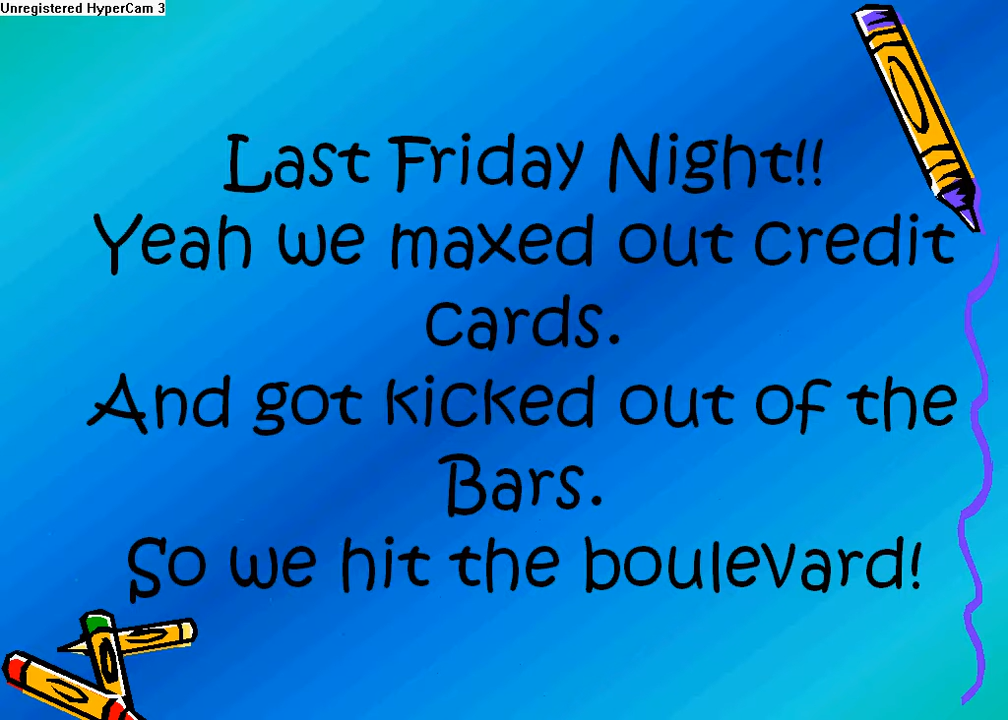 Unregistered HyperCam 3
Last Friday Night!!
Yeah we maxed out credit
cards.
And got kicked out of the
Bars.
So we hit the boulevard!